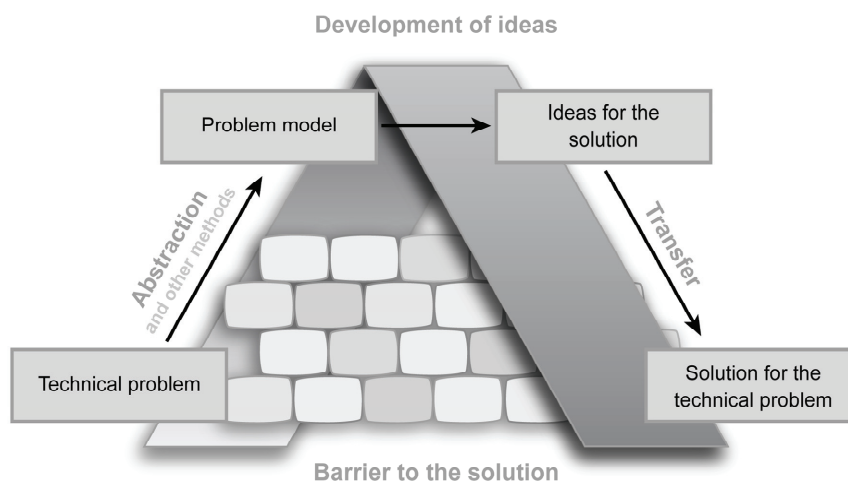 Development of ideas
Problem model
Ideas for the
solution
Abstraction
and other methods
Transfer
Technical problem
Solution for the
technical problem
Barrier to the solution